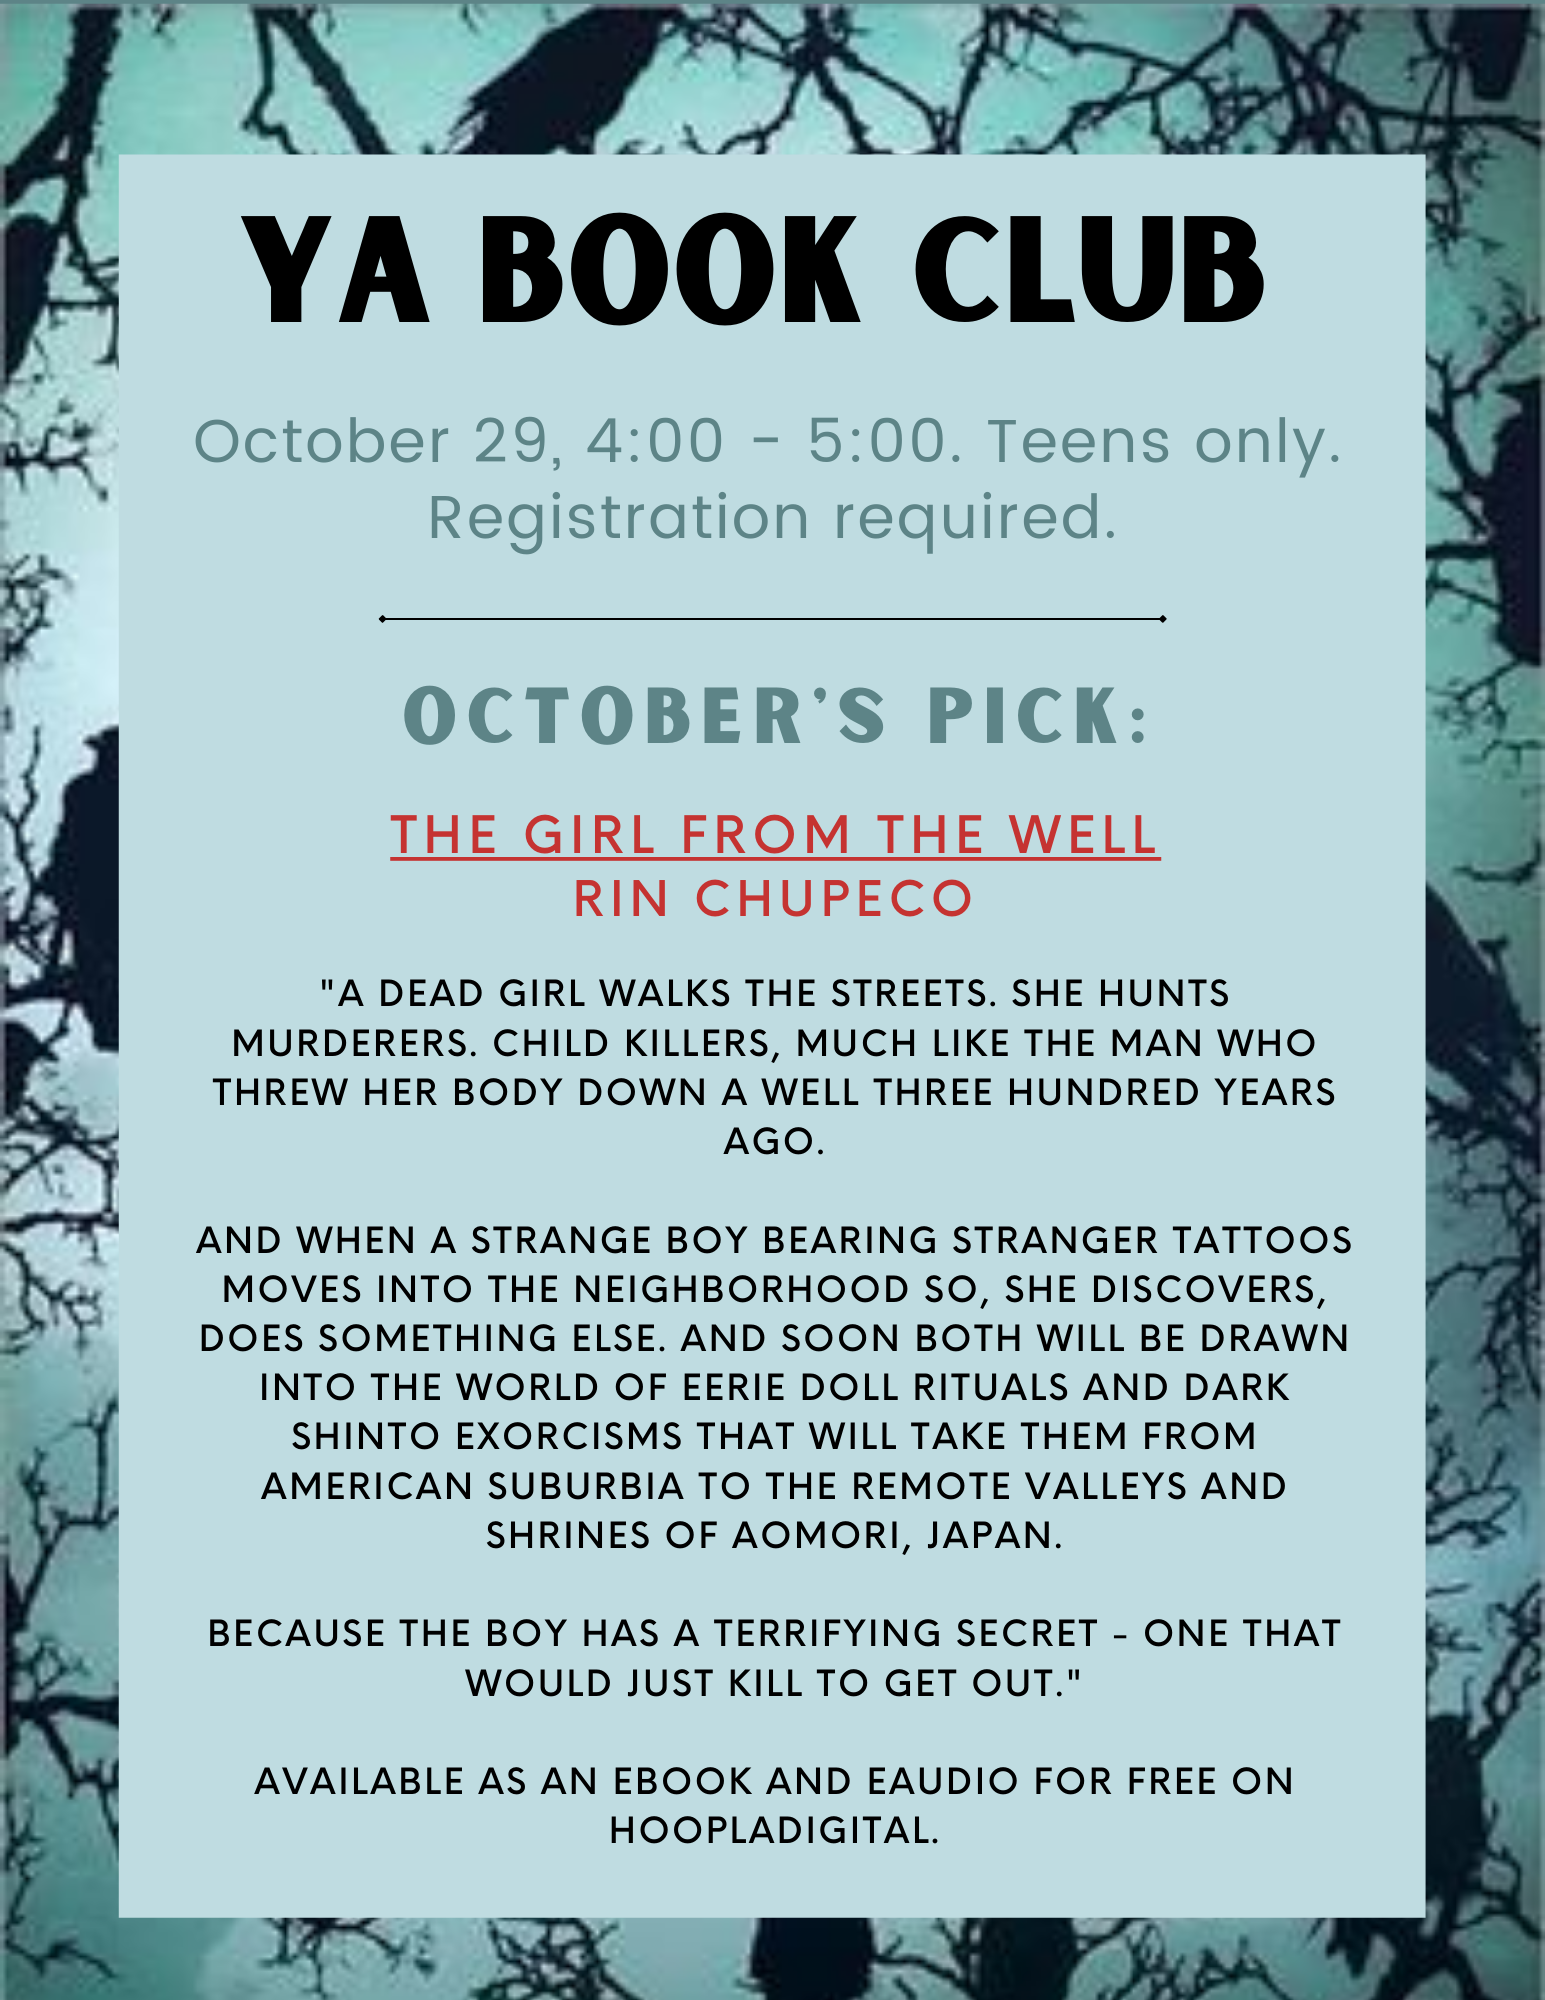 YA BOOK CLUB
October 29, 4:00 - 5:00. Teens only.
Registration required.
OCTOBER'S PICK:
THE GIRL FROM THE WELL
RIN CHUPECO
"A DEAD GIRL WALKS THE STREETS. SHE HUNTS
MURDERERS. CHILD KILLERS, MUCH LIKE THE MAN WHO
THREW HER BODY DOWN A WELL THREE HUNDRED YEARS
AGO.
AND WHEN A STRANGE BOY BEARING STRANGER TATTOOS
MOVES INTO THE NEIGHBORHOOD SO, SHE DISCOVERS,
DOES SOMETHING ELSE. AND SOON BOTH WILL BE DRAWN
INTO THE WORLD OF EERIE DOLL RITUALS AND DARK
SHINTO EXORCISMS THAT WILL TAKE THEM FROM
AMERICAN SUBURBIA TO THE REMOTE VALLEYS AND
SHRINES OF AOMORI, JAPAN.
BECAUSE THE BOY HAS A TERRIFYING SECRET - ONE THAT
WOULD JUST KILL TO GET OUT."
AVAILABLE AS AN EBOOK AND EAUDIO FOR FREE ON
HOOPLADIGITAL.